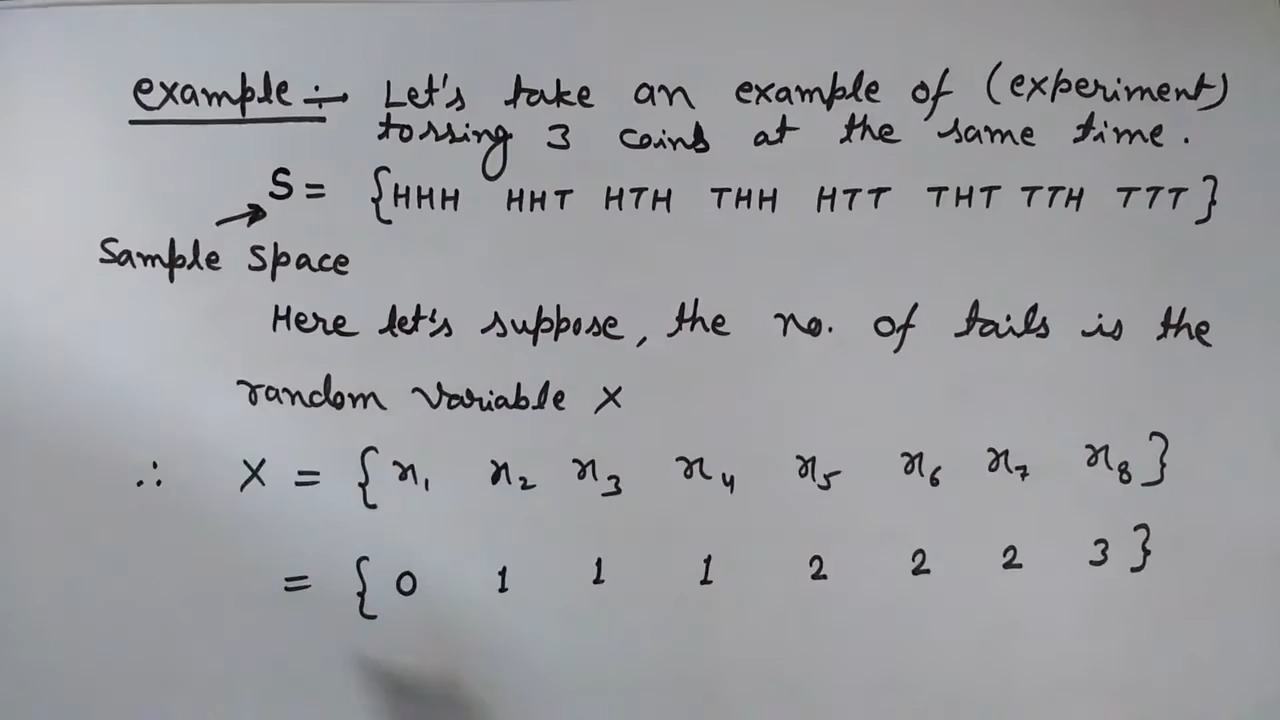 example :- Let's take an example of (experiment)
tossing 3 coins at the same time.
S = {HHH HHT HTH THH HTT THT TTH TTT}
Sample Space
Here let's suppose, the no. of tails is the
random variable X
∴ X = {x₁ x₂ x₃ x₄ x₅ x₆ x₇ x₈}
= {0 1 1 1 2 2 2 3}